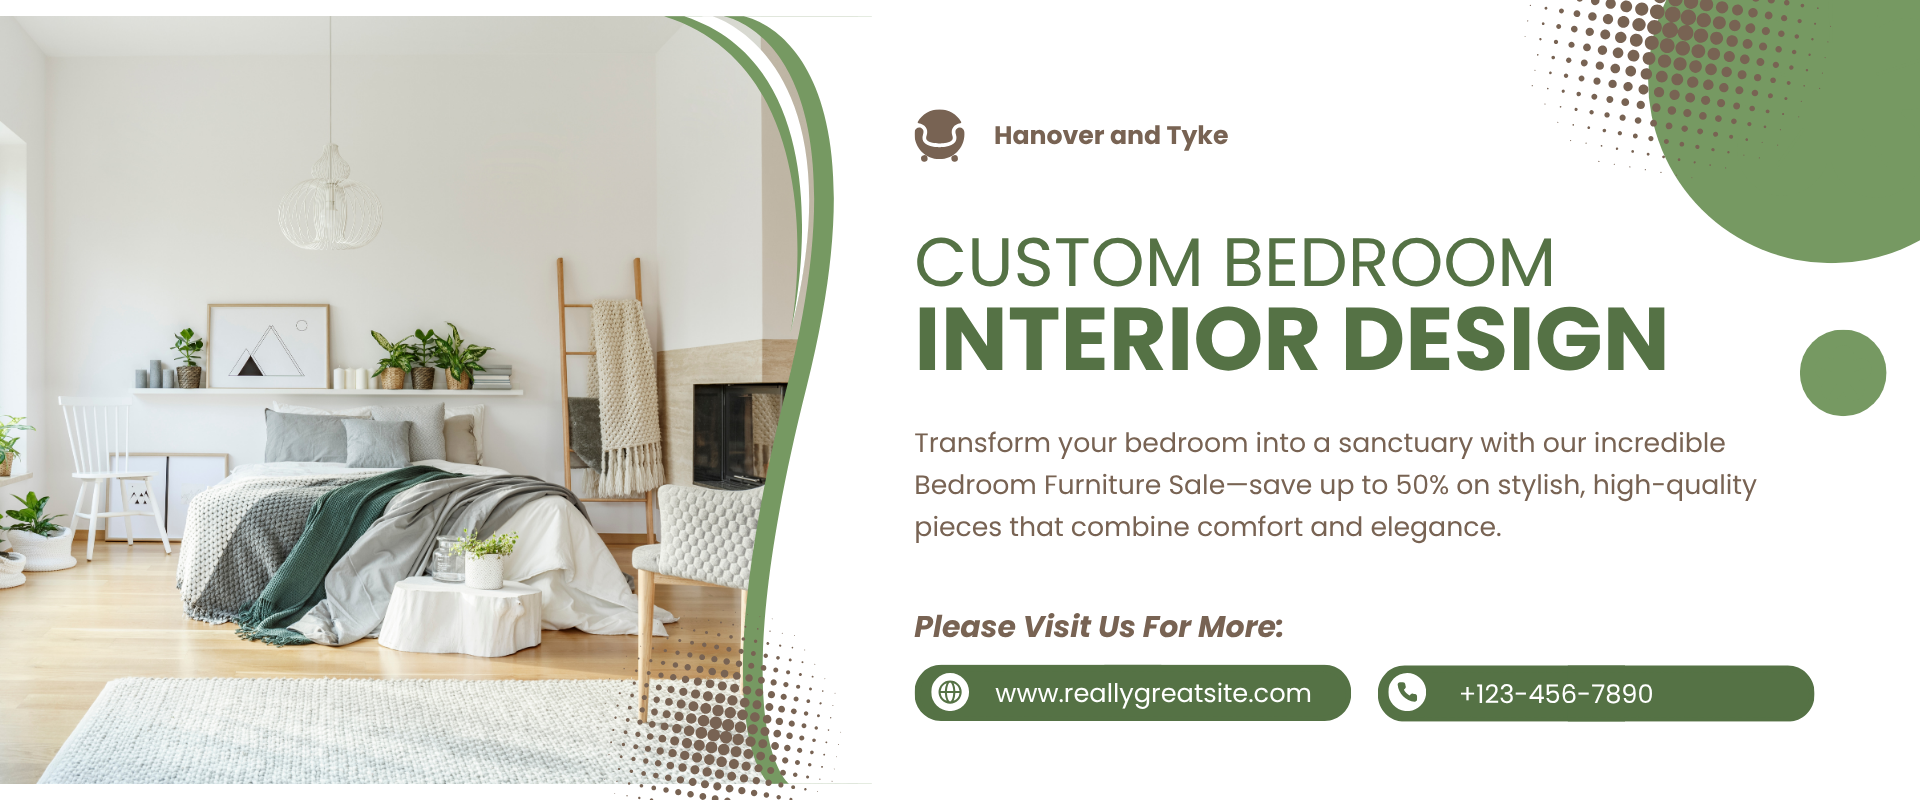 Hanover and Tyke
CUSTOM BEDROOM
INTERIOR DESIGN
Transform your bedroom into a sanctuary with our incredible
Bedroom Furniture Sale—save up to 50% on stylish, high-quality
pieces that combine comfort and elegance.
Please Visit Us For More:
www.reallygreatsite.com
+123-456-7890